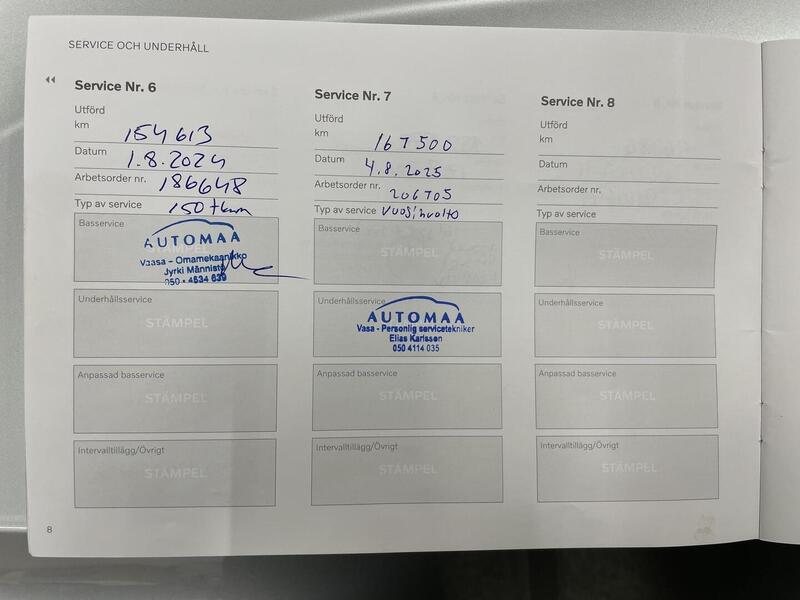 SERVICE OCH UNDERHÅLL
Service Nr. 6
Utförd
km 154613
Datum 1.8.2024
Arbetsorder nr. 186648
Typ av service 150 tkm
Basservice
STÄMPEL
AUTOMAA
Vaasa - Omamekaanikko
Jyrki Männistö
050 - 4634 639
Underhållsservice
STÄMPEL
Anpassad basservice
STÄMPEL
Intervalltillägg/Övrigt
STÄMPEL
Service Nr. 7
Utförd
km 167500
Datum 4.8.2025
Arbetsorder nr. 206705
Typ av service vuosihuolto
Basservice
STÄMPEL
Underhållsservice
AUTOMAA
Vasa - Personlig servicetekniker
Elias Karlsson
050 4114 035
Anpassad basservice
STÄMPEL
Intervalltillägg/Övrigt
STÄMPEL
Service Nr. 8
Utförd
km
Datum
Arbetsorder nr.
Typ av service
Basservice
STÄMPEL
Underhållsservice
STÄMPEL
Anpassad basservice
STÄMPEL
Intervalltillägg/Övrigt
STÄMPEL
8